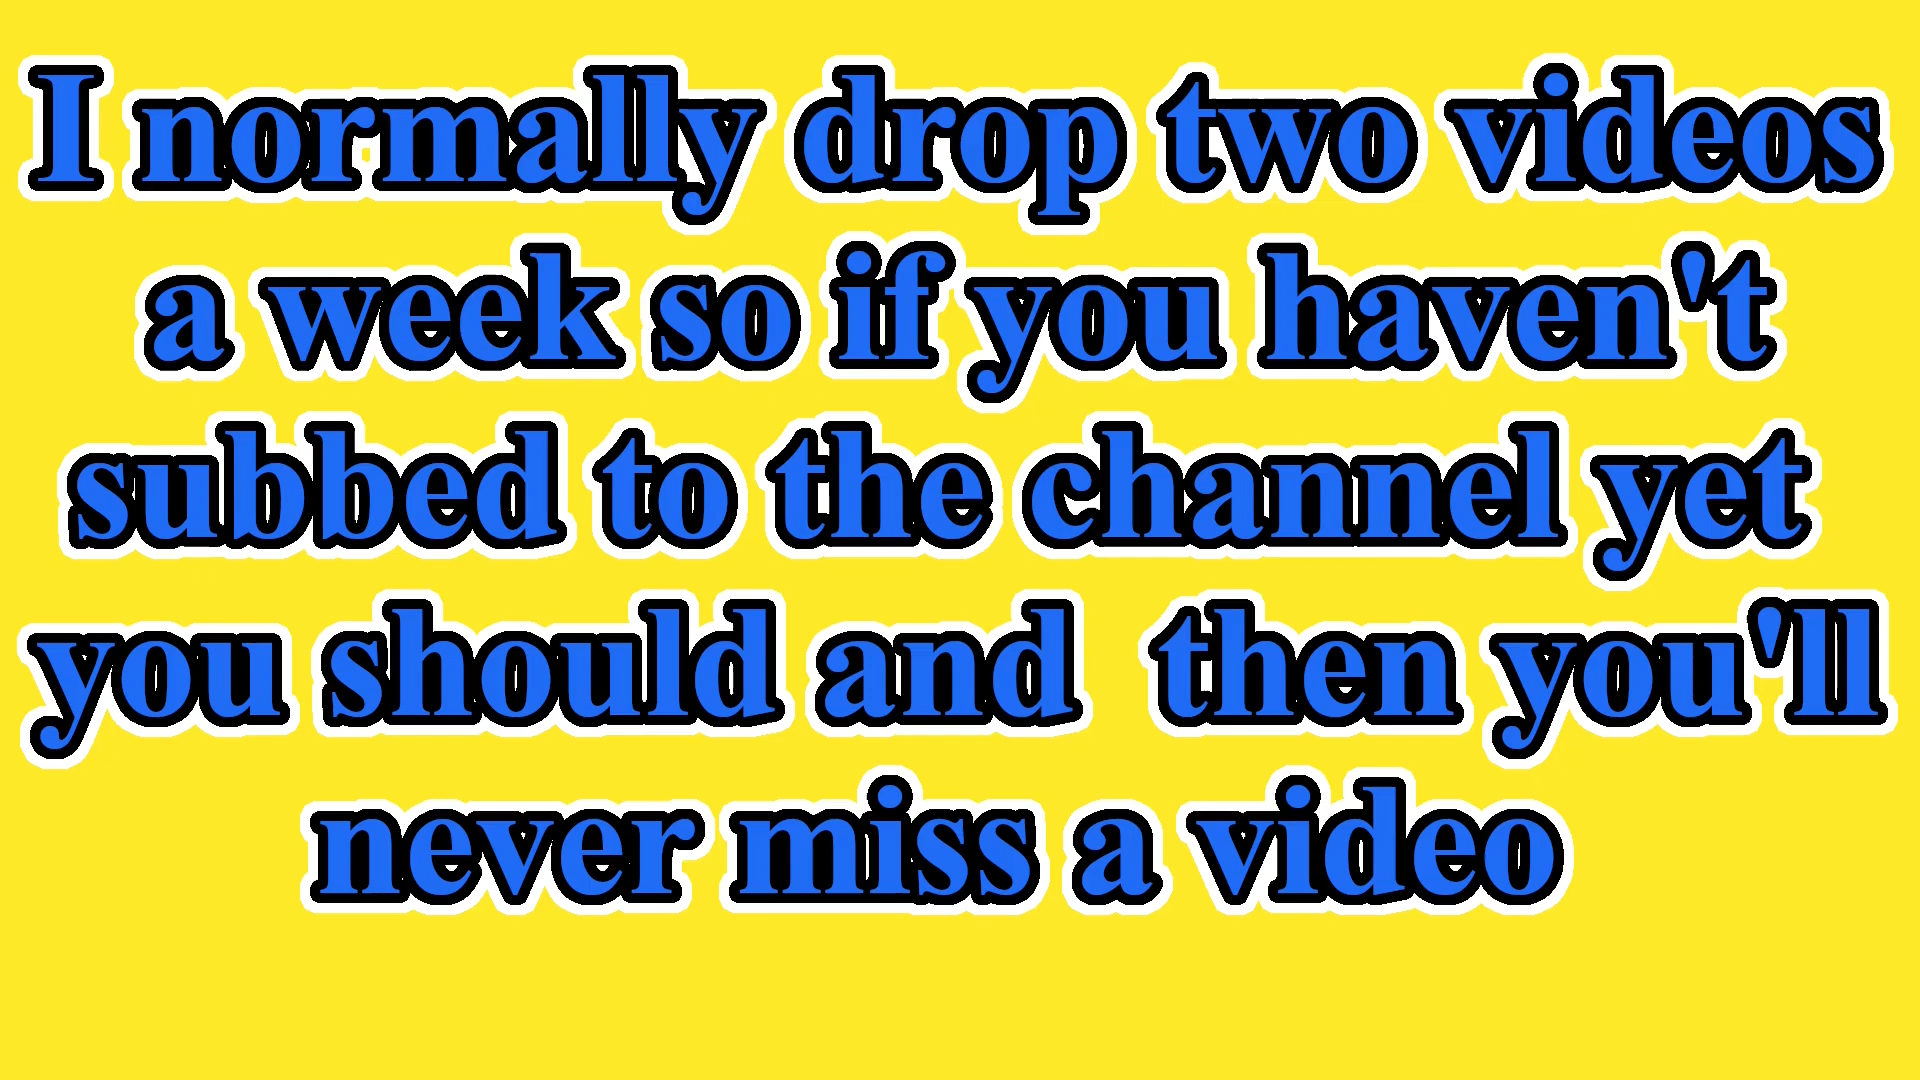 I normally drop two videos
a week so if you haven't
subbed to the channel yet
you should and  then you'll
never miss a video